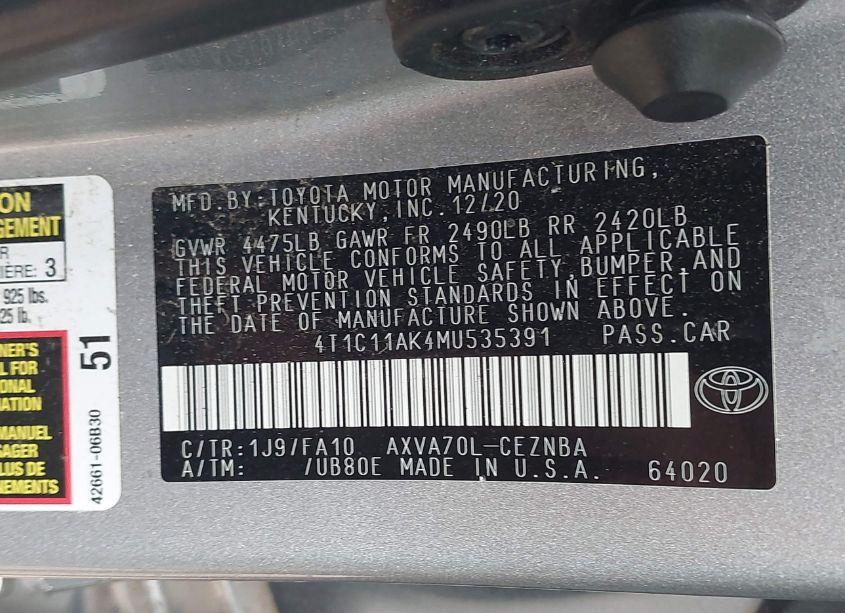 ON
GEMENT
R
IÈRE: 3
925 lbs.
25 lb.
NER'S
L FOR
ONAL
MATION
MANUEL
SAGER
LUS DE
NEMENTS
51
42661-06B30
MFD.BY:TOYOTA MOTOR MANUFACTURING,
KENTUCKY,INC.12/20
GVWR 4475LB GAWR FR 2490LB RR 2420LB
THIS VEHICLE CONFORMS TO ALL APPLICABLE
FEDERAL MOTOR VEHICLE SAFETY,BUMPER,AND
THEFT PREVENTION STANDARDS IN EFFECT ON
THE DATE OF MANUFACTURE SHOWN ABOVE.
4T1C11AK4MU535391 PASS.CAR
C/TR:1J9/FA10 AXVA70L-CEZNBA
A/TM: /UB80E MADE IN U.S.A. 64020